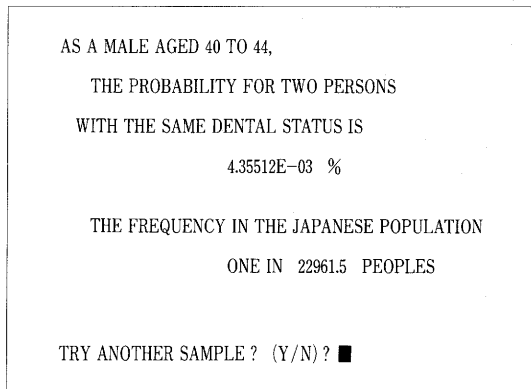 AS A MALE AGED 40 TO 44,
THE PROBABILITY FOR TWO PERSONS
WITH THE SAME DENTAL STATUS IS
4.35512E-03 %
THE FREQUENCY IN THE JAPANESE POPULATION
ONE IN 22961.5 PEOPLES
TRY ANOTHER SAMPLE? (Y/N)? ■